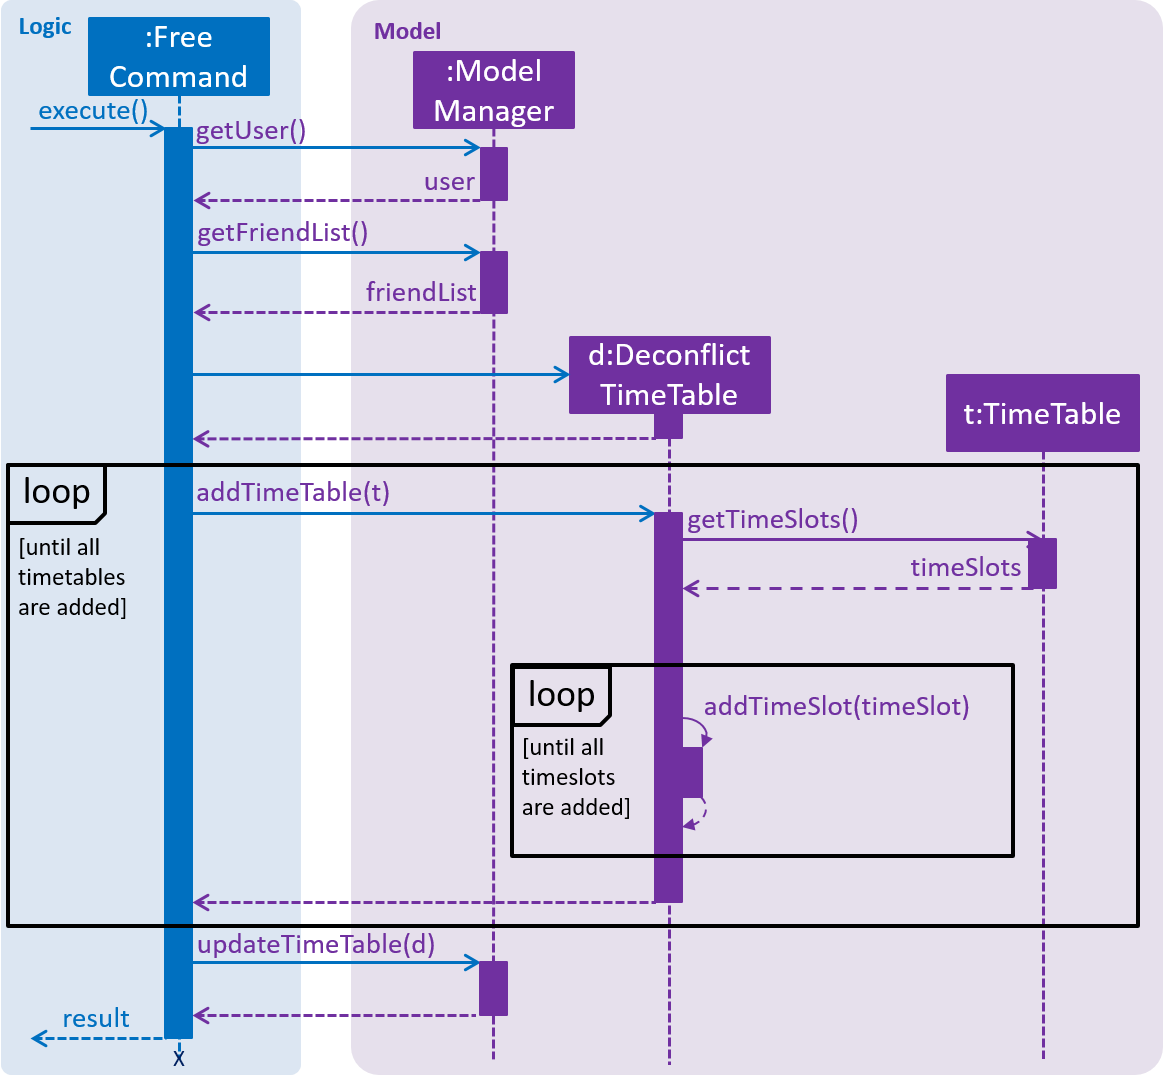 Logic
:Free
Command
Model
:Model
Manager
execute()
getUser()
user
getFriendList()
friendList
d:Deconflict
TimeTable
t:TimeTable
loop
[until all
timetables
are added]
addTimeTable(t)
getTimeSlots()
timeSlots
loop
[until all
timeslots
are added]
addTimeSlot(timeSlot)
updateTimeTable(d)
result
X